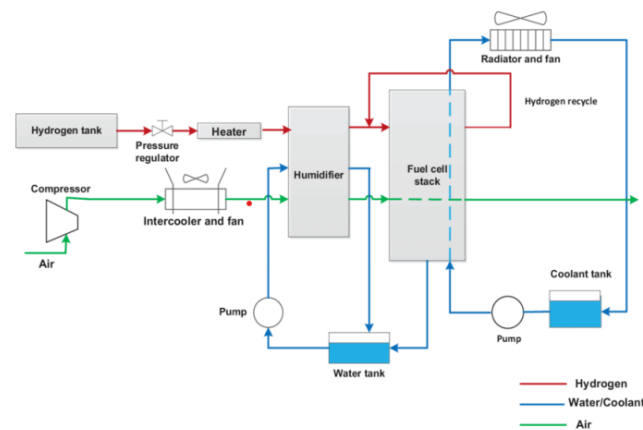 Radiator and fan
Hydrogen recycle
Hydrogen tank
Pressure
regulator
Heater
Humidifier
Fuel cell
stack
Compressor
Intercooler and fan
Air
Coolant tank
Pump
Pump
Water tank
Hydrogen
Water/Coolant
Air